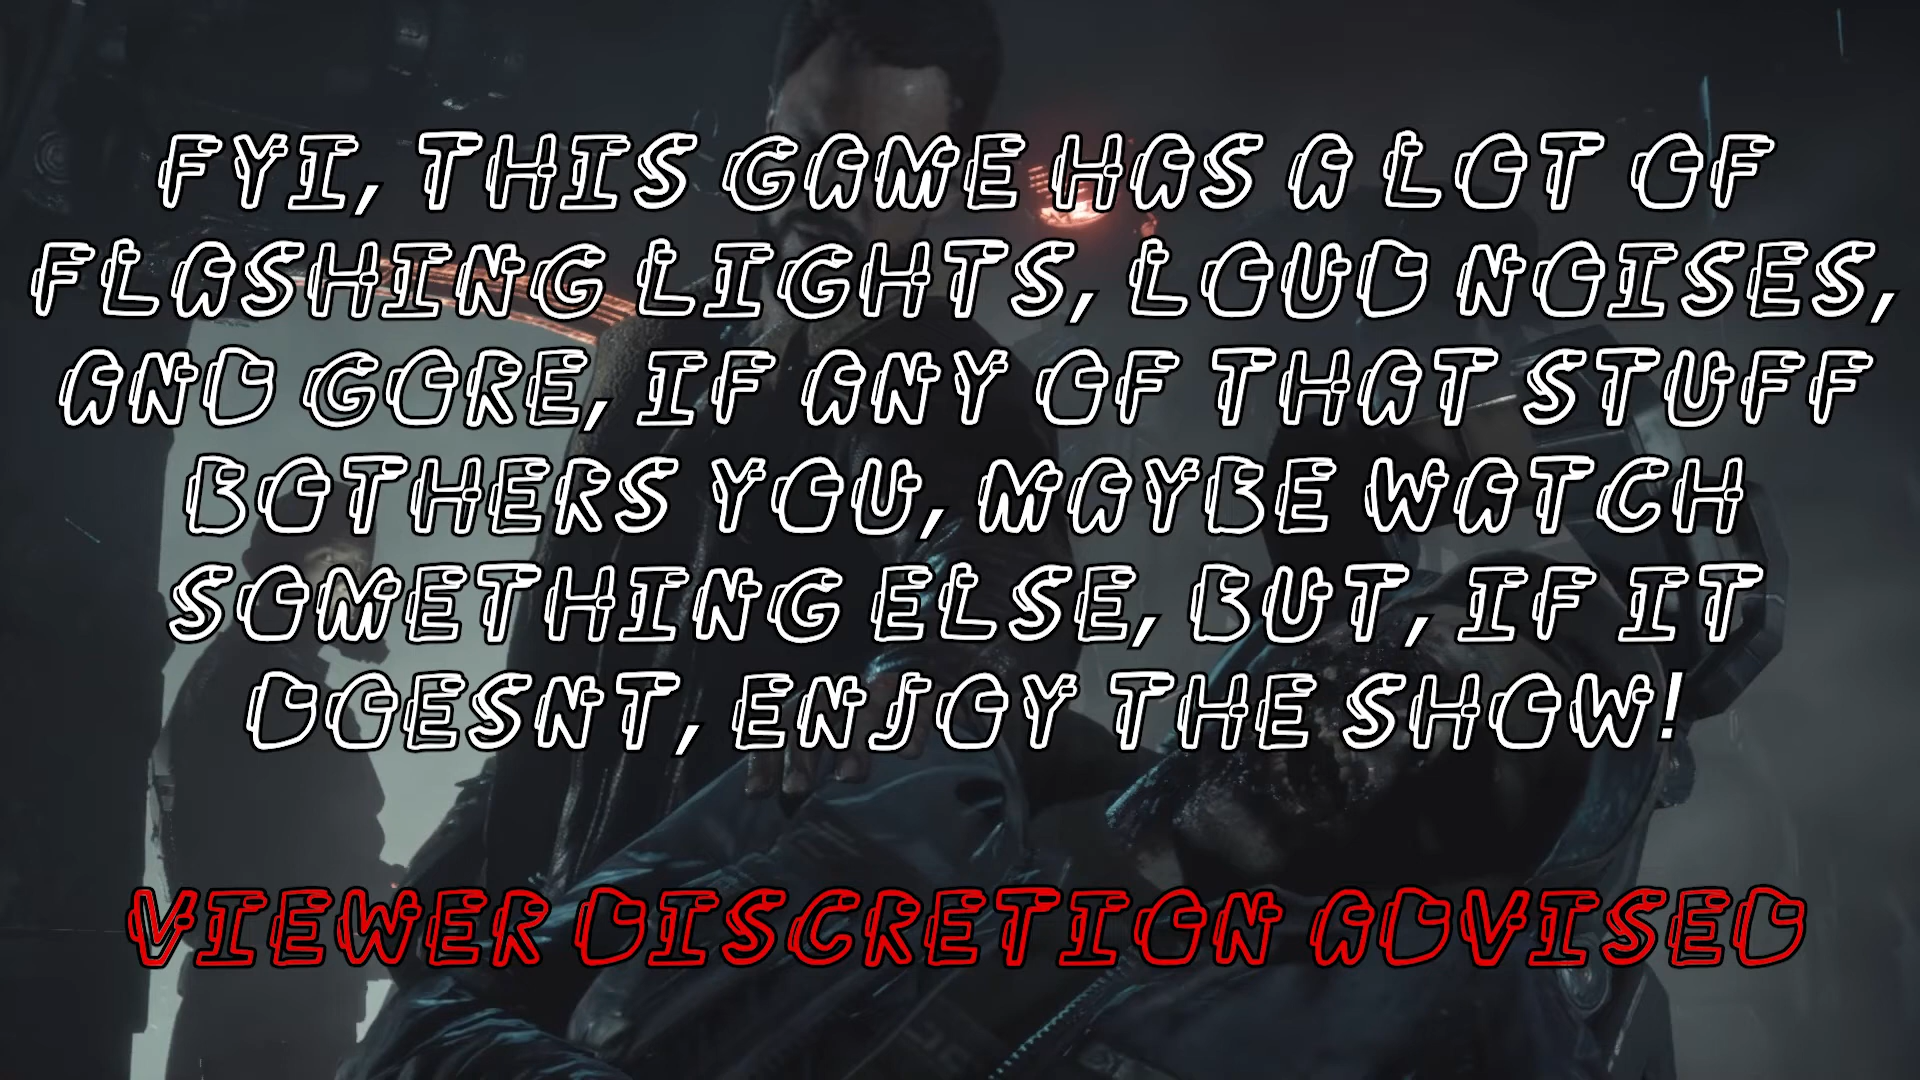 FYI, THIS GAME HAS A LOT OF
FLASHING LIGHTS, LOUD NOISES,
AND GORE, IF ANY OF THAT STUFF
BOTHERS YOU, MAYBE WATCH
SOMETHING ELSE, BUT, IF IT
DOESNT, ENJOY THE SHOW!
VIEWER DISCRETION ADVISED